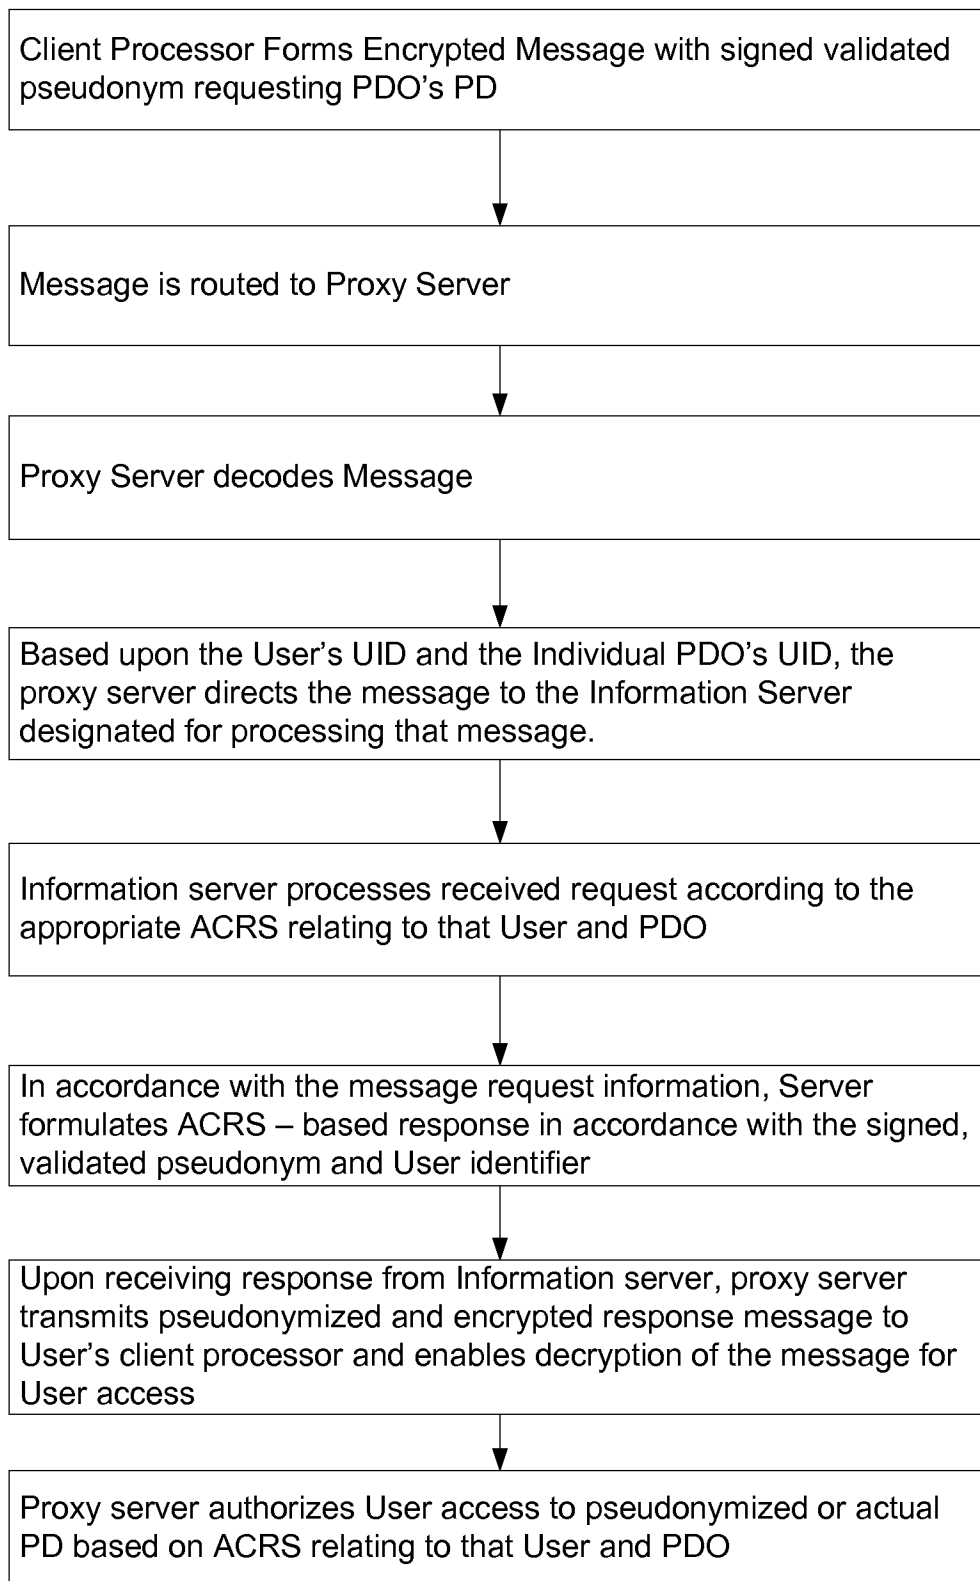 Client Processor Forms Encrypted Message with signed validated
pseudonym requesting PDO's PD
Message is routed to Proxy Server
Proxy Server decodes Message
Based upon the User's UID and the Individual PDO's UID, the
proxy server directs the message to the Information Server
designated for processing that message.
Information server processes received request according to the
appropriate ACRS relating to that User and PDO
In accordance with the message request information, Server
formulates ACRS – based response in accordance with the signed,
validated pseudonym and User identifier
Upon receiving response from Information server, proxy server
transmits pseudonymized and encrypted response message to
User's client processor and enables decryption of the message for
User access
Proxy server authorizes User access to pseudonymized or actual
PD based on ACRS relating to that User and PDO